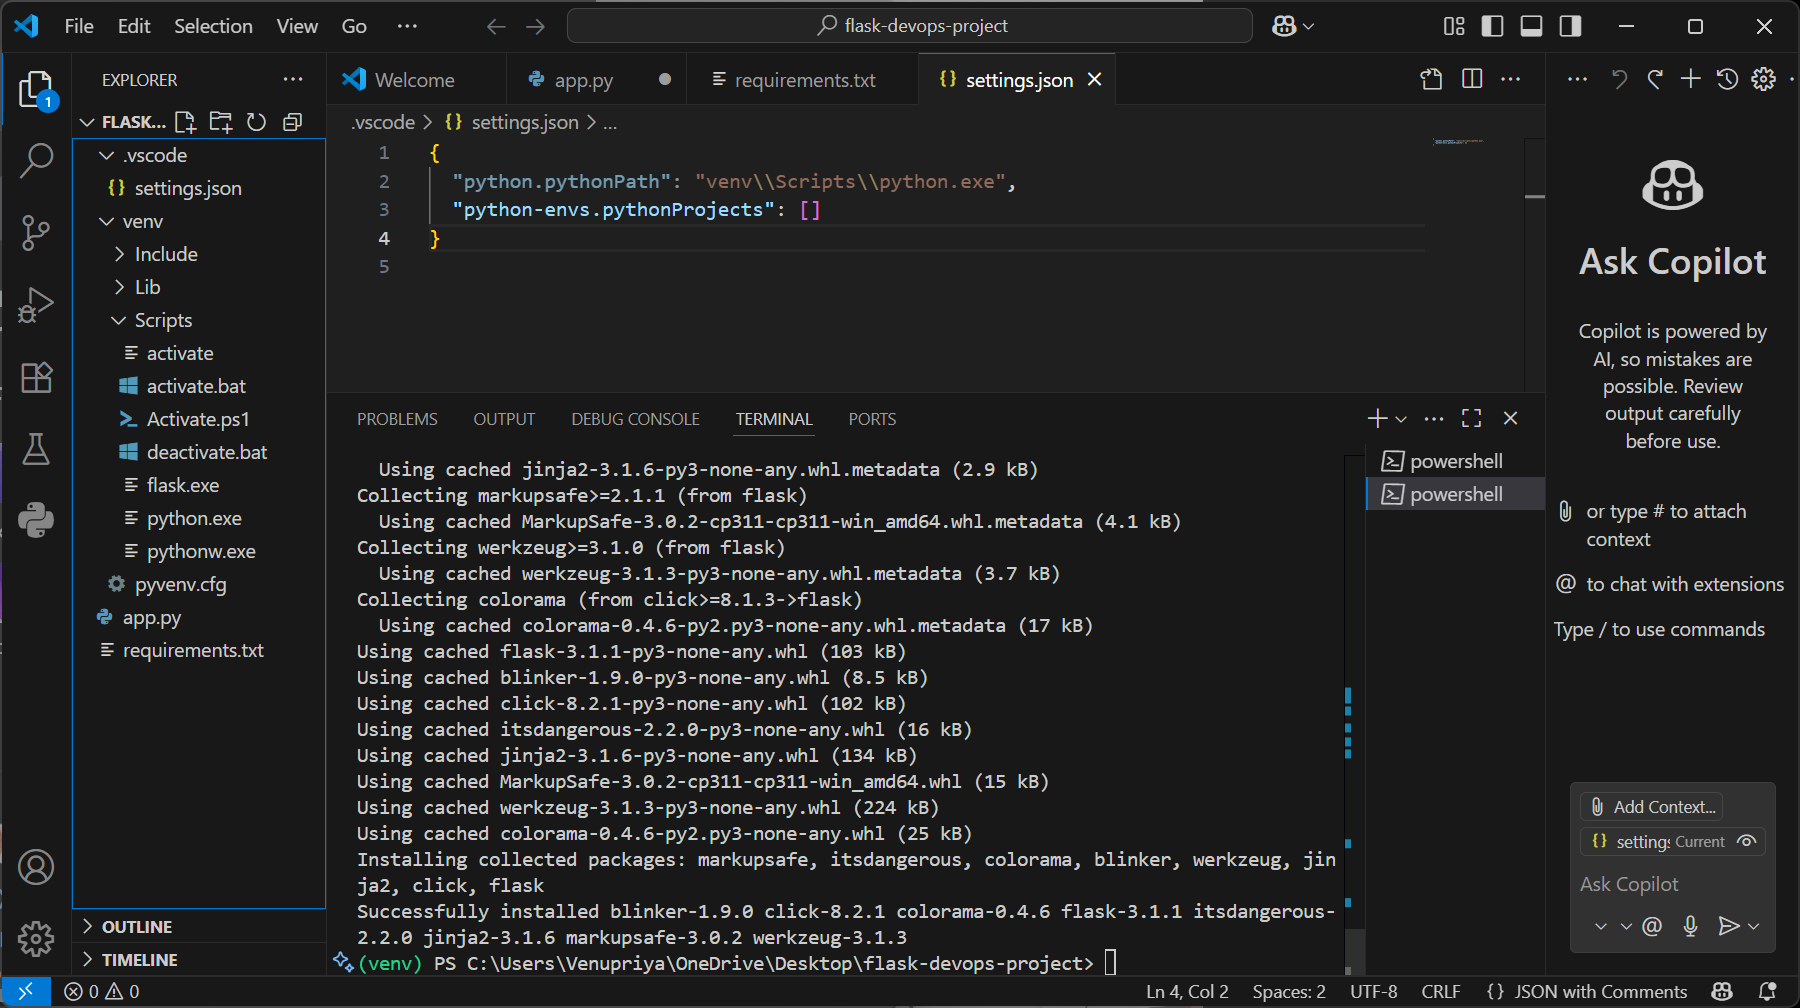 File Edit Selection View Go ···
flask-devops-project
EXPLORER
1
FLASK...
.vscode
settings.json
venv
Include
Lib
Scripts
activate
activate.bat
Activate.ps1
deactivate.bat
flask.exe
python.exe
pythonw.exe
pyvenv.cfg
app.py
requirements.txt
OUTLINE
TIMELINE
Welcome
app.py
requirements.txt
{} settings.json
.vscode > {} settings.json > ...
1 {
2 "python.pythonPath": "venv\\Scripts\\python.exe",
3 "python-envs.pythonProjects": []
4 }
5
PROBLEMS OUTPUT DEBUG CONSOLE TERMINAL PORTS
Using cached jinja2-3.1.6-py3-none-any.whl.metadata (2.9 kB)
Collecting markupsafe>=2.1.1 (from flask)
Using cached MarkupSafe-3.0.2-cp311-cp311-win_amd64.whl.metadata (4.1 kB)
Collecting werkzeug>=3.1.0 (from flask)
Using cached werkzeug-3.1.3-py3-none-any.whl.metadata (3.7 kB)
Collecting colorama (from click>=8.1.3->flask)
Using cached colorama-0.4.6-py2.py3-none-any.whl.metadata (17 kB)
Using cached flask-3.1.1-py3-none-any.whl (103 kB)
Using cached blinker-1.9.0-py3-none-any.whl (8.5 kB)
Using cached click-8.2.1-py3-none-any.whl (102 kB)
Using cached itsdangerous-2.2.0-py3-none-any.whl (16 kB)
Using cached jinja2-3.1.6-py3-none-any.whl (134 kB)
Using cached MarkupSafe-3.0.2-cp311-cp311-win_amd64.whl (15 kB)
Using cached werkzeug-3.1.3-py3-none-any.whl (224 kB)
Using cached colorama-0.4.6-py2.py3-none-any.whl (25 kB)
Installing collected packages: markupsafe, itsdangerous, colorama, blinker, werkzeug, jin
ja2, click, flask
Successfully installed blinker-1.9.0 click-8.2.1 colorama-0.4.6 flask-3.1.1 itsdangerous-
2.2.0 jinja2-3.1.6 markupsafe-3.0.2 werkzeug-3.1.3
(venv) PS C:\Users\Venupriya\OneDrive\Desktop\flask-devops-project>
powershell
powershell
Ask Copilot
Copilot is powered by
AI, so mistakes are
possible. Review
output carefully
before use.
or type # to attach
context
@ to chat with extensions
Type / to use commands
Add Context...
{} settings Current
Ask Copilot
@
0 0
Ln 4, Col 2 Spaces: 2 UTF-8 CRLF {} JSON with Comments